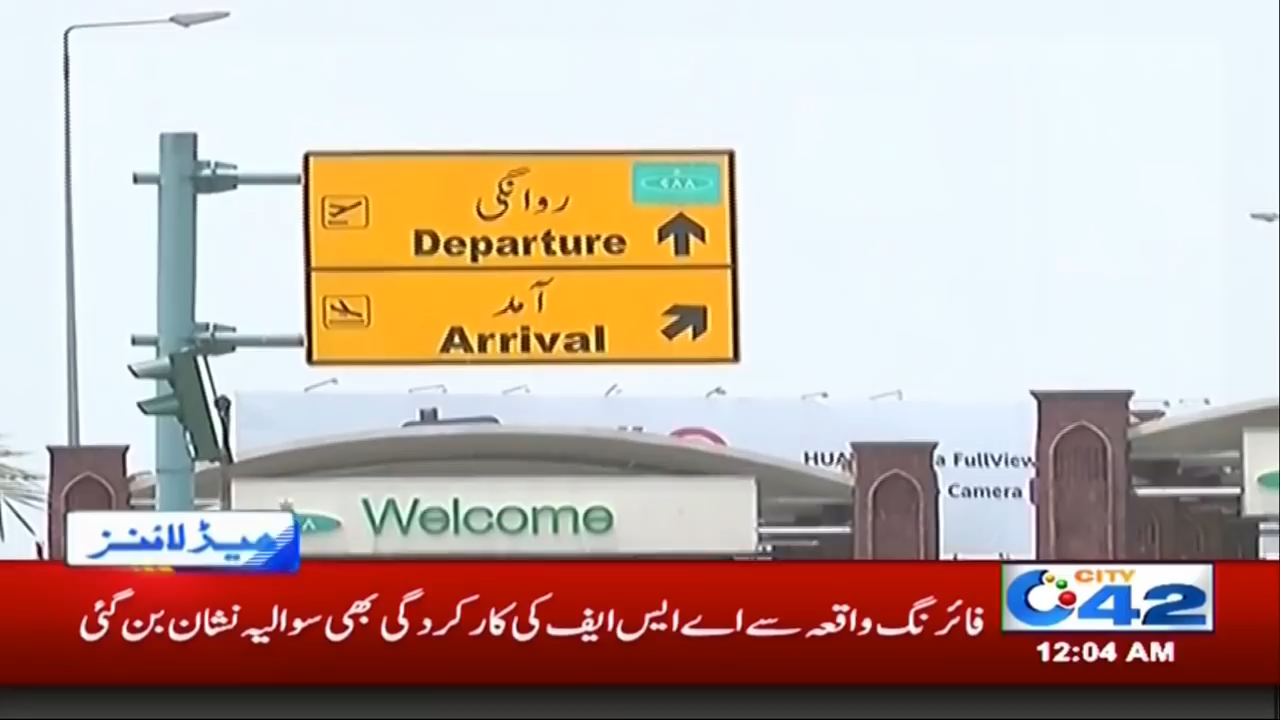 روانگی
CAA
Departure
آمد
Arrival
Welcome
FullView
Camera
ہیڈلائنز
فائرنگ واقعہ سے اے ایس ایف کی کارکردگی بھی سوالیہ نشان بن گئی
CITY
42
12:04 AM